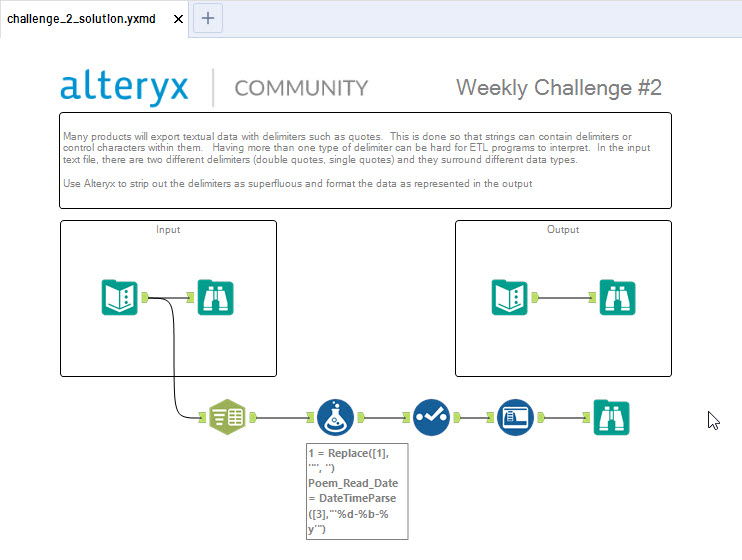 challenge_2_solution.yxmd
alteryx COMMUNITY Weekly Challenge #2
Many products will export textual data with delimiters such as quotes. This is done so that strings can contain delimiters or
control characters within them. Having more than one type of delimiter can be hard for ETL programs to interpret. In the input
text file, there are two different delimiters (double quotes, single quotes) and they surround different data types.
Use Alteryx to strip out the delimiters as superfluous and format the data as represented in the output
Input
Output
1 = Replace([1],
'"', '')
Poem_Read_Date
= DateTimeParse
([3],"'%d-%b-%
y'")